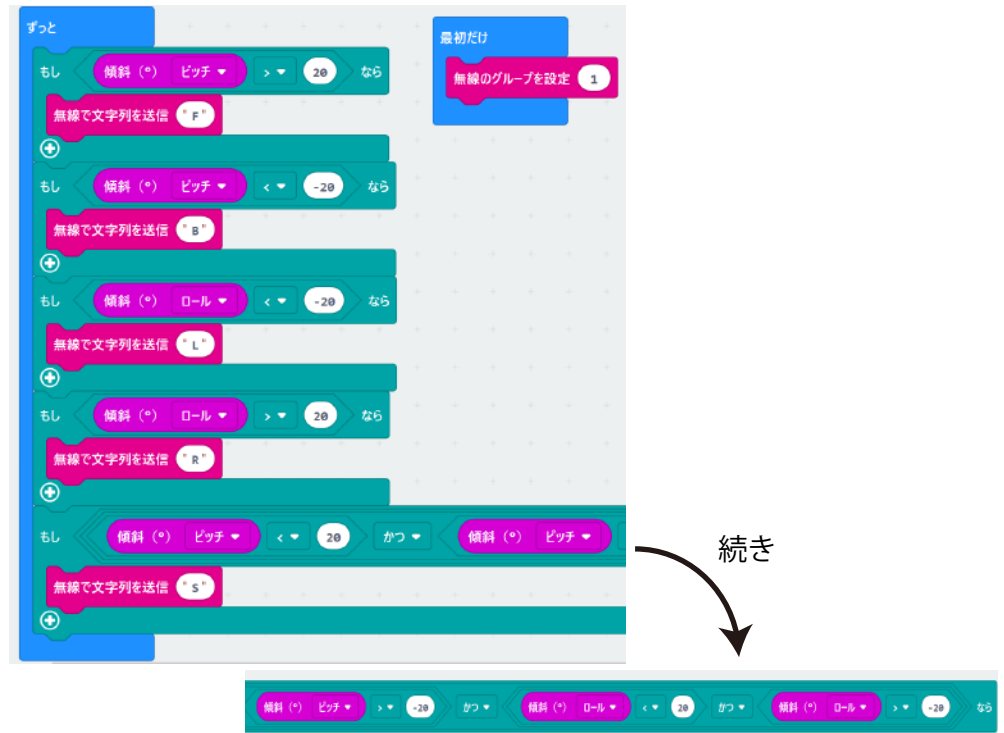 ずっと
もし 傾斜（°） ピッチ > 20 なら
無線で文字列を送信 "F"
もし 傾斜（°） ピッチ < -20 なら
無線で文字列を送信 "B"
もし 傾斜（°） ロール < -20 なら
無線で文字列を送信 "L"
もし 傾斜（°） ロール > 20 なら
無線で文字列を送信 "R"
もし 傾斜（°） ピッチ < 20 かつ 傾斜（°） ピッチ
無線で文字列を送信 "S"
最初だけ
無線のグループを設定 1
続き
傾斜（°） ピッチ > -20 かつ 傾斜（°） ロール < 20 かつ 傾斜（°） ロール > -20 なら